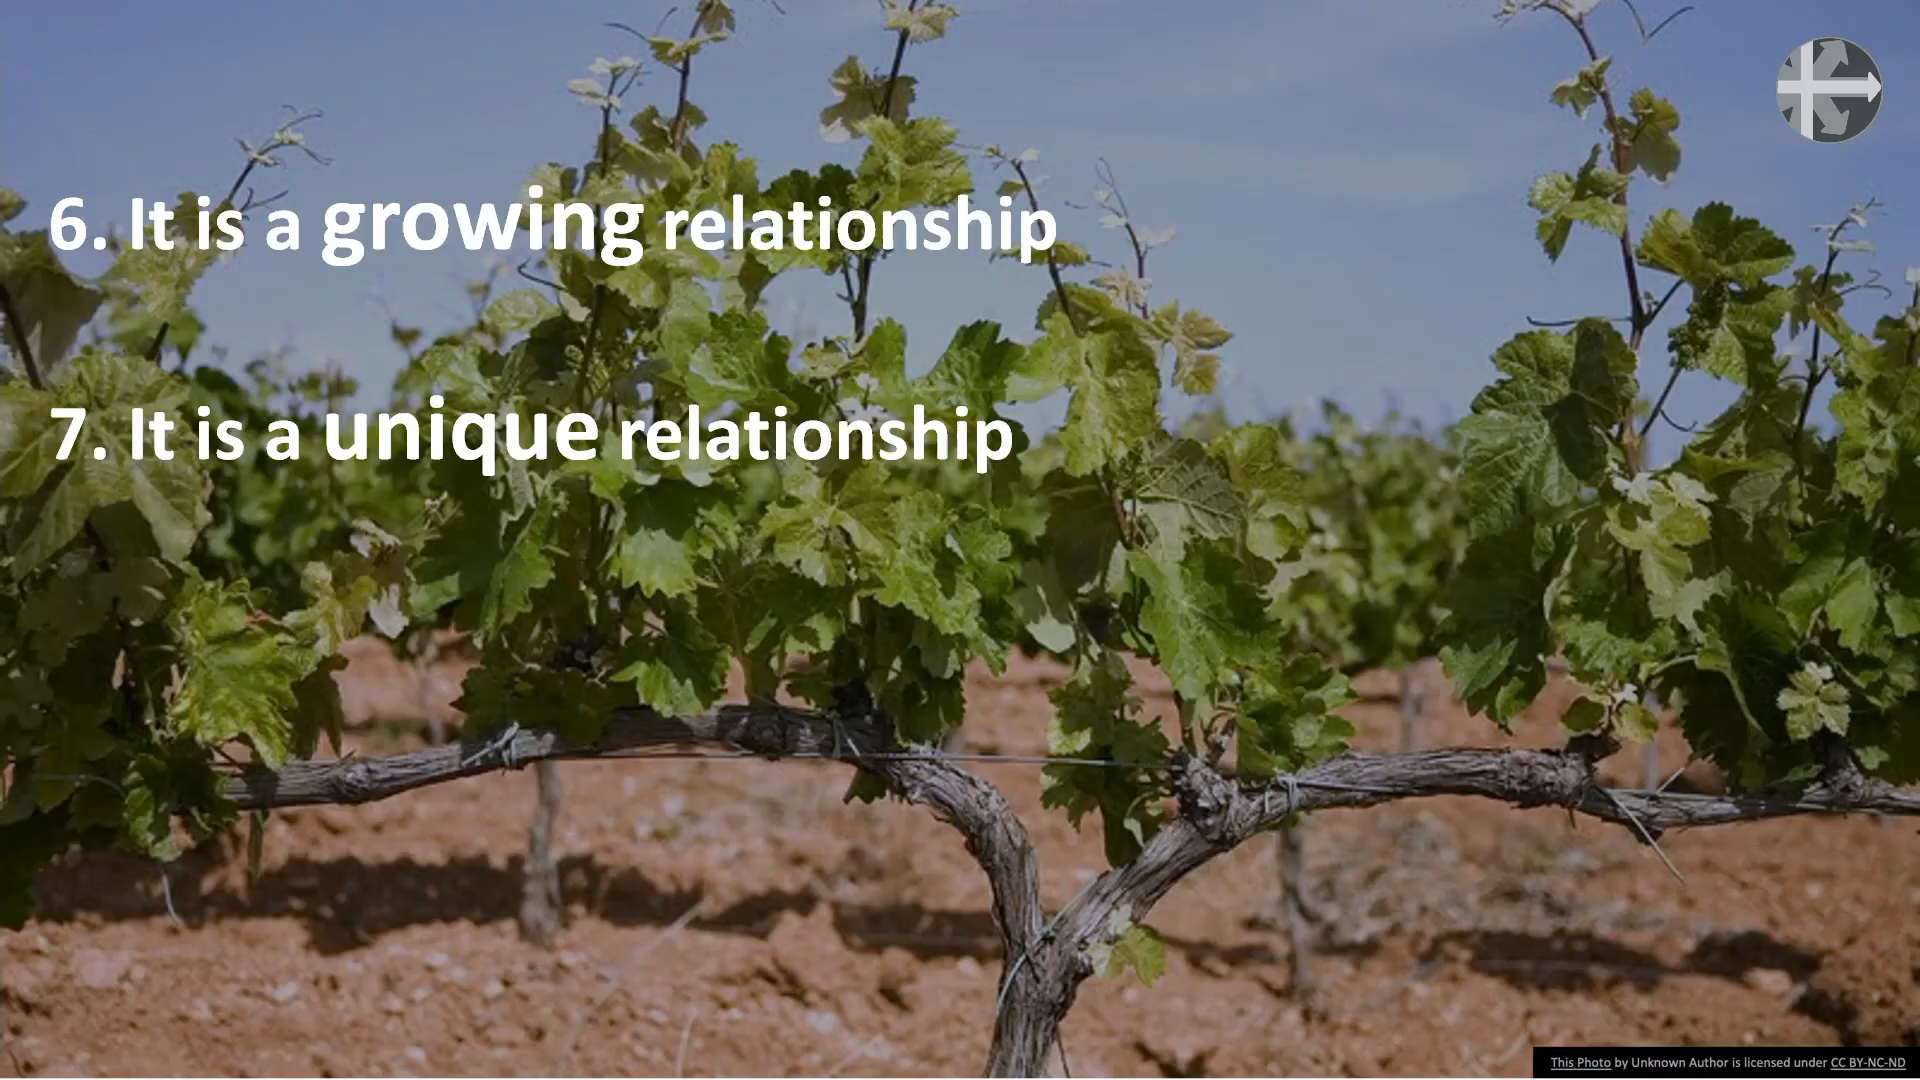 6. It is a growing relationship
7. It is a unique relationship
This Photo by Unknown Author is licensed under CC BY-NC-ND